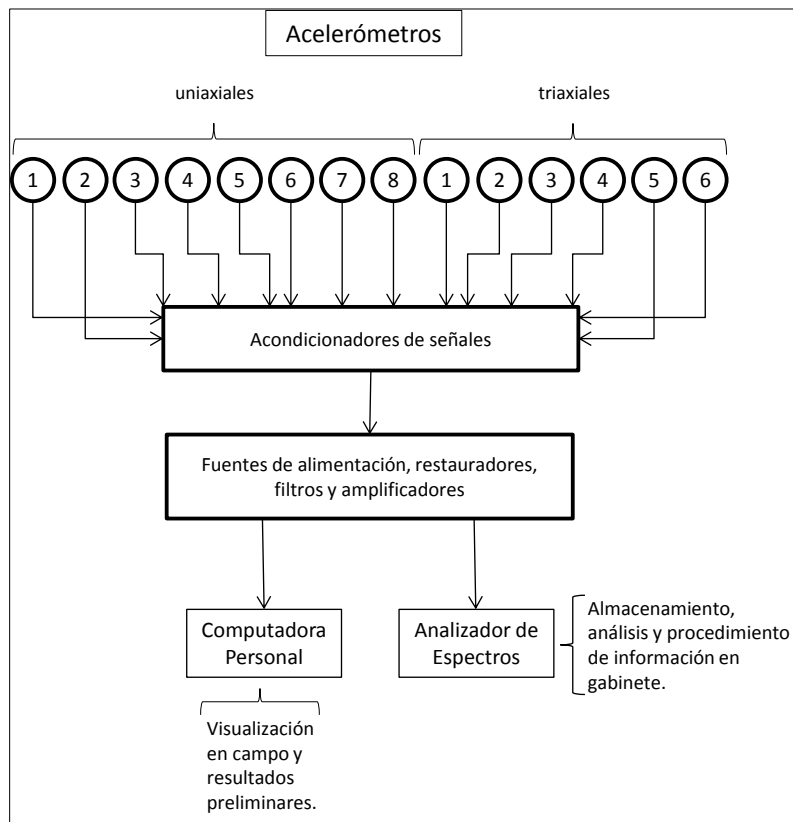 Acelerómetros
uniaxiales
triaxiales
1 2 3 4 5 6 7 8 1 2 3 4 5 6
Acondicionadores de señales
Fuentes de alimentación, restauradores,
filtros y amplificadores
Computadora
Personal
Analizador de
Espectros
Almacenamiento,
análisis y procedimiento
de información en
gabinete.
Visualización
en campo y
resultados
preliminares.